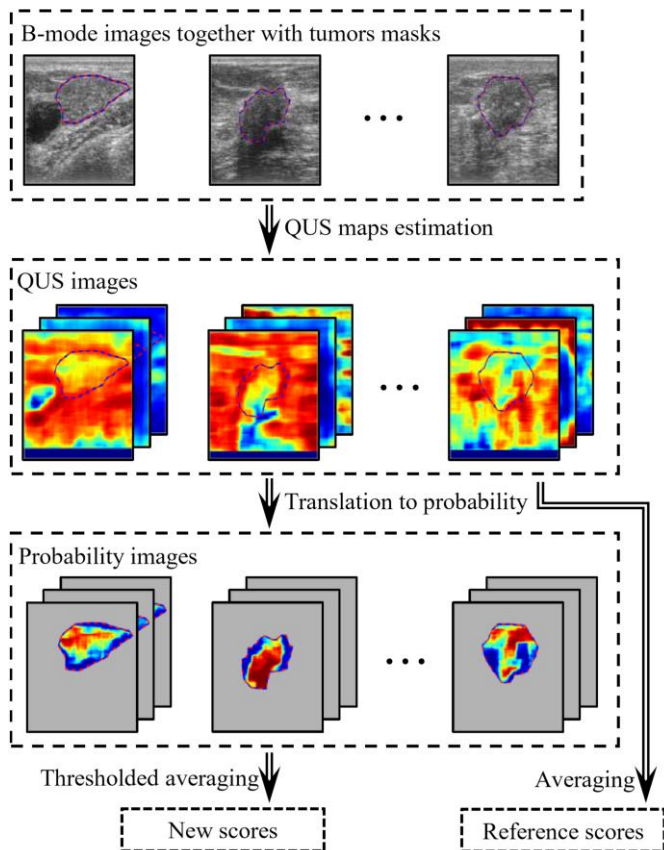 B-mode images together with tumors masks
QUS maps estimation
QUS images
Translation to probability
Probability images
Thresholded averaging
Averaging
New scores
Reference scores